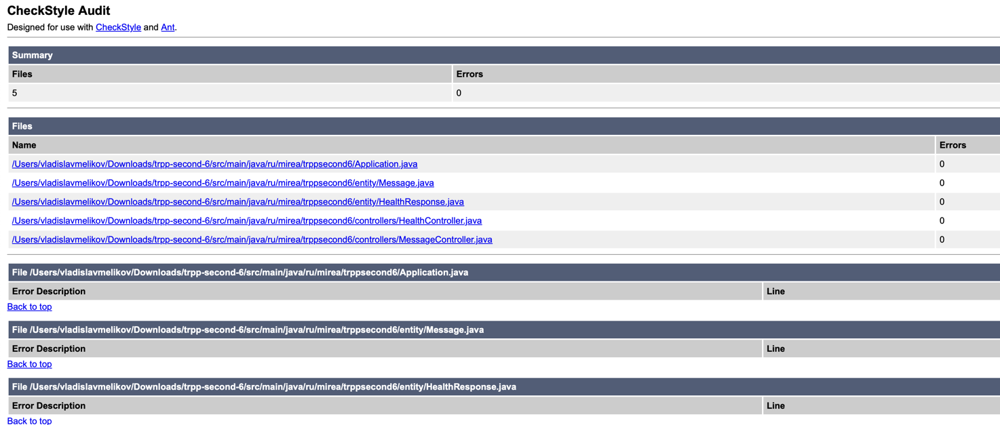 CheckStyle Audit
Designed for use with CheckStyle and Ant.
Summary
Files Errors
5 0
Files
Name Errors
/Users/vladislavmelikov/Downloads/trpp-second-6/src/main/java/ru/mirea/trppsecond6/Application.java 0
/Users/vladislavmelikov/Downloads/trpp-second-6/src/main/java/ru/mirea/trppsecond6/entity/Message.java 0
/Users/vladislavmelikov/Downloads/trpp-second-6/src/main/java/ru/mirea/trppsecond6/entity/HealthResponse.java 0
/Users/vladislavmelikov/Downloads/trpp-second-6/src/main/java/ru/mirea/trppsecond6/controllers/HealthController.java 0
/Users/vladislavmelikov/Downloads/trpp-second-6/src/main/java/ru/mirea/trppsecond6/controllers/MessageController.java 0
File /Users/vladislavmelikov/Downloads/trpp-second-6/src/main/java/ru/mirea/trppsecond6/Application.java
Error Description Line
Back to top
File /Users/vladislavmelikov/Downloads/trpp-second-6/src/main/java/ru/mirea/trppsecond6/entity/Message.java
Error Description Line
Back to top
File /Users/vladislavmelikov/Downloads/trpp-second-6/src/main/java/ru/mirea/trppsecond6/entity/HealthResponse.java
Error Description Line
Back to top